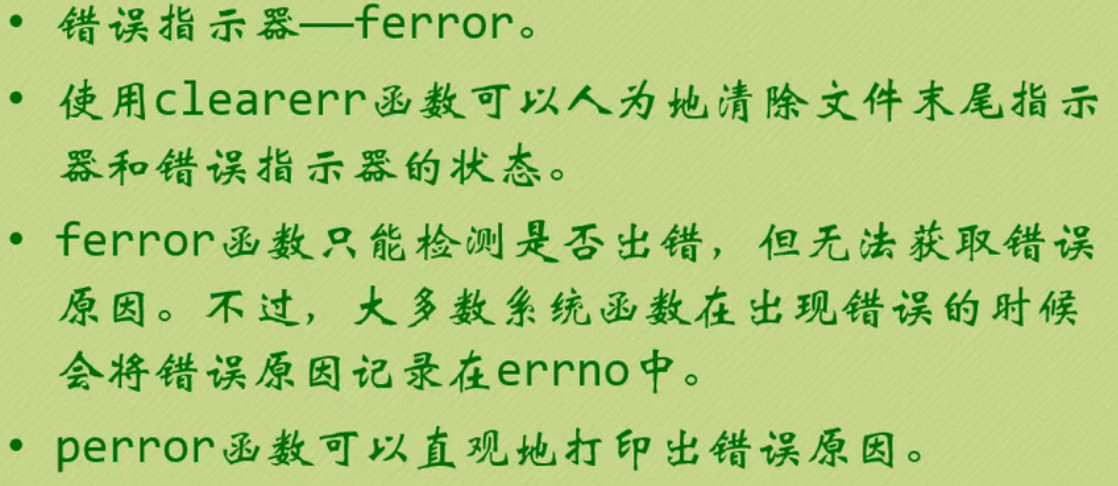 • 错误指示器——ferror。
• 使用clearerr函数可以人为地清除文件末尾指示
器和错误指示器的状态。
• ferror函数只能检测是否出错，但无法获取错误
原因。不过，大多数系统函数在出现错误的时候
会将错误原因记录在errno中。
• perror函数可以直观地打印出错误原因。